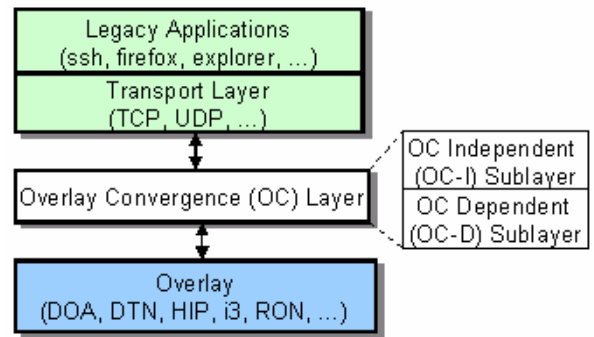 Legacy Applications
(ssh, firefox, explorer, ...)
Transport Layer
(TCP, UDP, ...)
Overlay Convergence (OC) Layer
OC Independent
(OC-I) Sublayer
OC Dependent
(OC-D) Sublayer
Overlay
(DOA, DTN, HIP, i3, RON, ...)